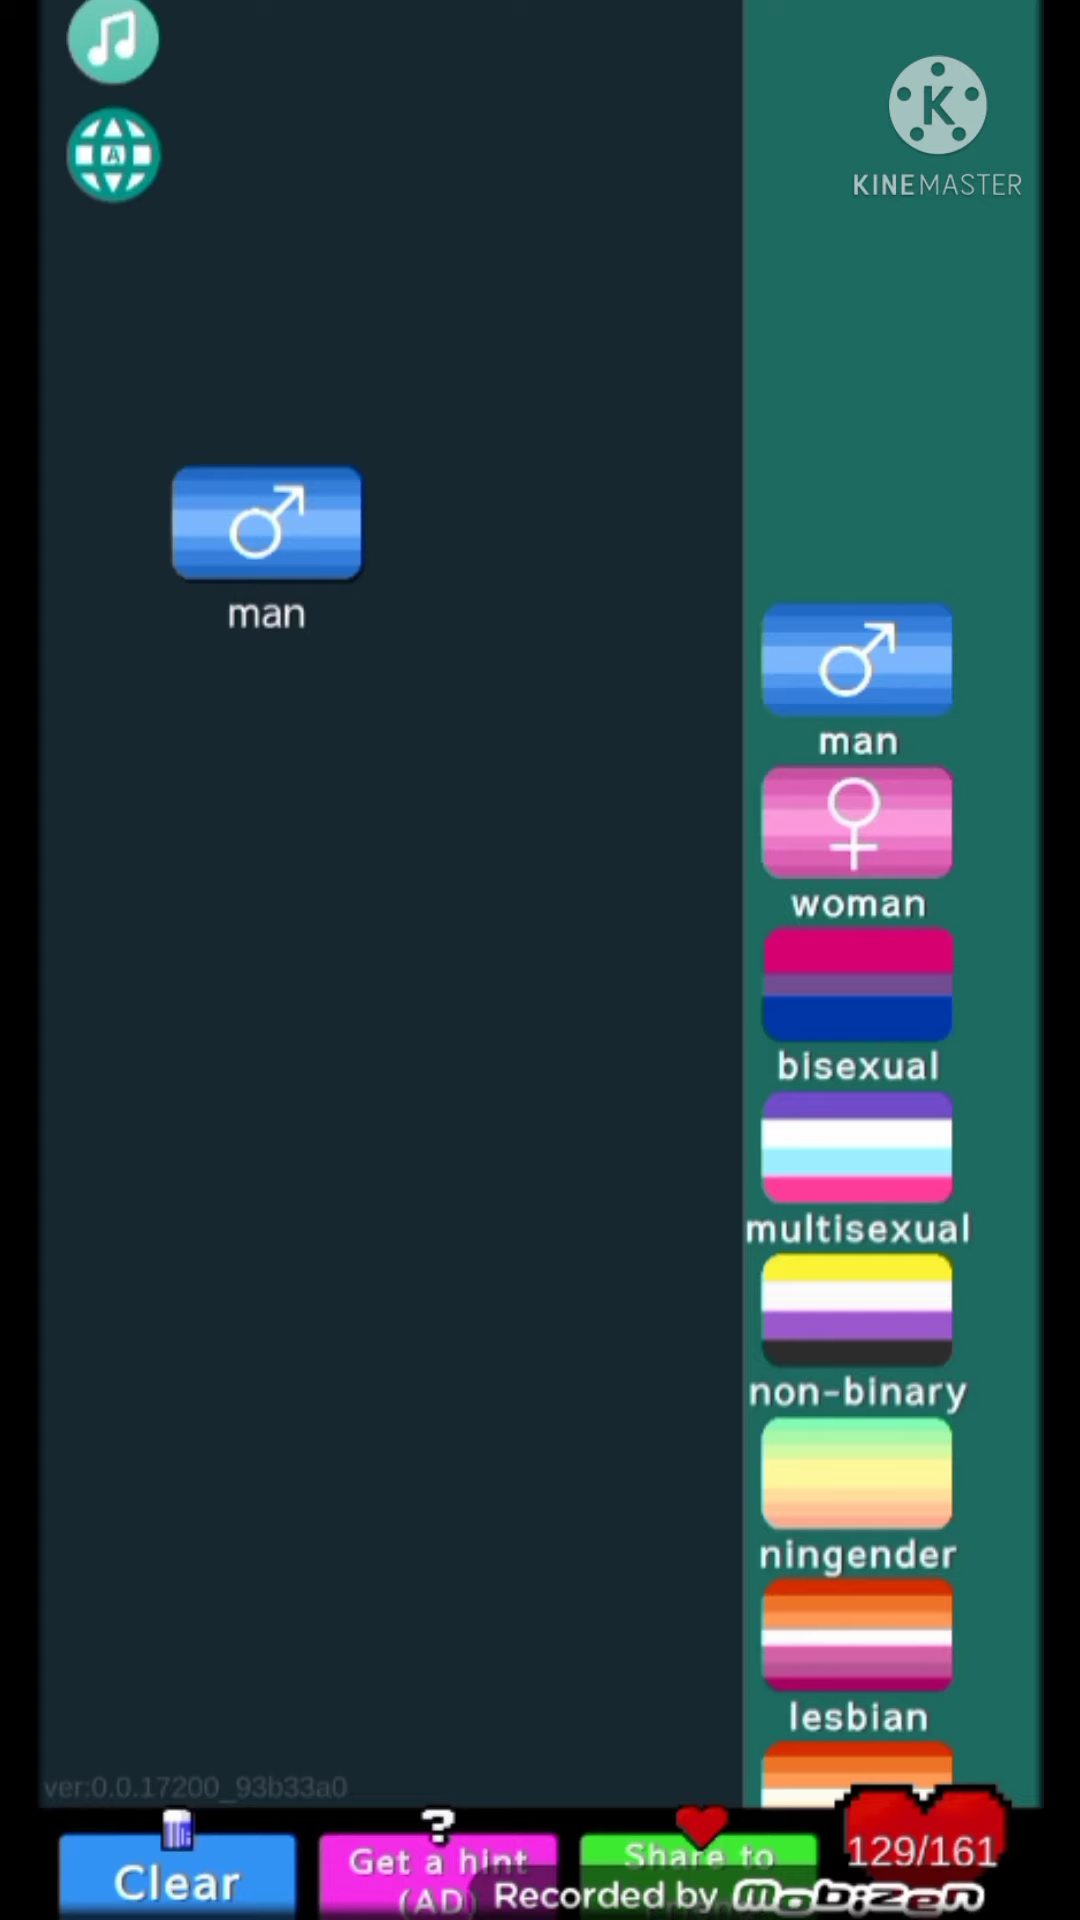 A
K
KINEMASTER
man
man
woman
bisexual
multisexual
non-binary
ningender
lesbian
ver:0.0.17200_93b33a0
?
Clear
Get a hint
(AD)
Share to
129/161
Recorded by Mobizen